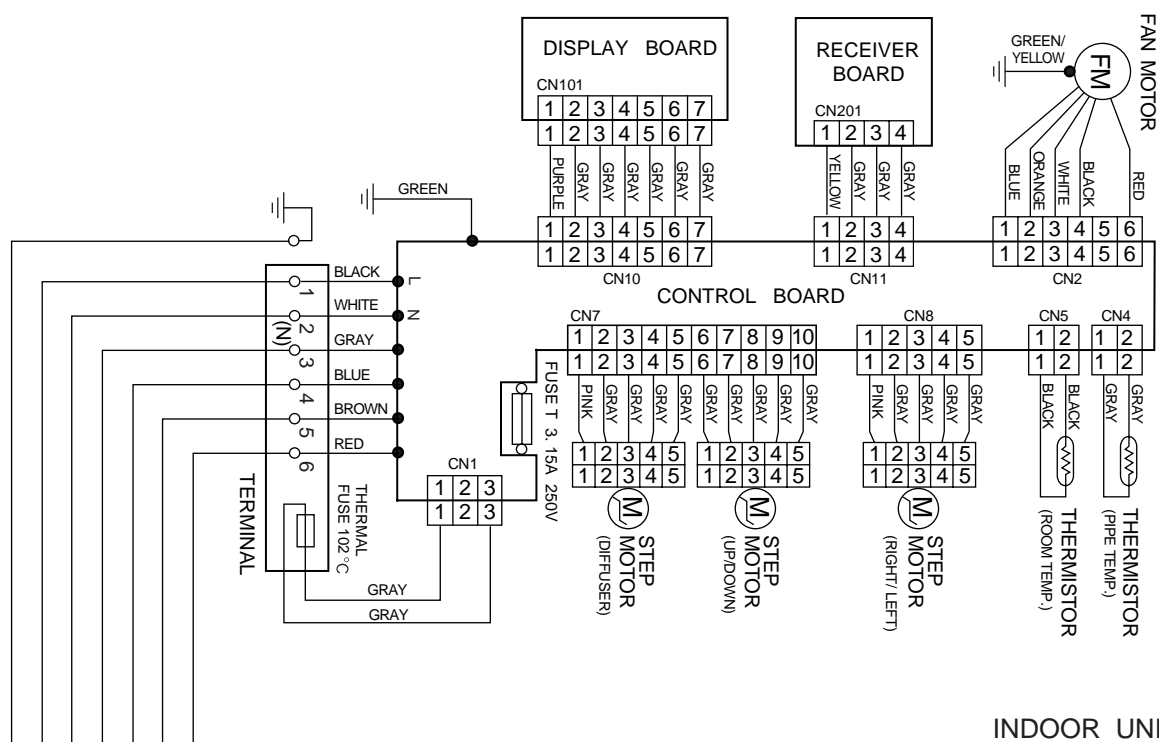 DISPLAY BOARD
CN101
1 2 3 4 5 6 7
1 2 3 4 5 6 7
PURPLE GRAY GRAY GRAY GRAY GRAY GRAY
1 2 3 4 5 6 7
1 2 3 4 5 6 7
CN10
RECEIVER
BOARD
CN201
1 2 3 4
YELLOW GRAY GRAY GRAY
1 2 3 4
1 2 3 4
CN11
FAN MOTOR
GREEN/
YELLOW
FM
BLUE ORANGE WHITE BLACK RED
1 2 3 4 5 6
1 2 3 4 5 6
CN2
GREEN
CONTROL BOARD
BLACK L
WHITE N
GRAY
BLUE
BROWN
RED
1
2
(N)
3
4
5
6
TERMINAL
THERMAL
FUSE 102°C
CN1
1 2 3
1 2 3
GRAY
GRAY
FUSE T 3.15A 250V
CN7
1 2 3 4 5 6 7 8 9 10
1 2 3 4 5 6 7 8 9 10
PINK GRAY GRAY GRAY GRAY GRAY GRAY GRAY GRAY GRAY
1 2 3 4 5
1 2 3 4 5
M
STEP
MOTOR
(DIFFUSER)
1 2 3 4 5
1 2 3 4 5
M
STEP
MOTOR
(UP/DOWN)
CN8
1 2 3 4 5
1 2 3 4 5
PINK GRAY GRAY GRAY GRAY
1 2 3 4 5
1 2 3 4 5
M
STEP
MOTOR
(RIGHT/ LEFT)
CN5
1 2
1 2
BLACK BLACK
THERMISTOR
(ROOM TEMP.)
CN4
1 2
1 2
GRAY GRAY
THERMISTOR
(PIPE TEMP.)
INDOOR UNI